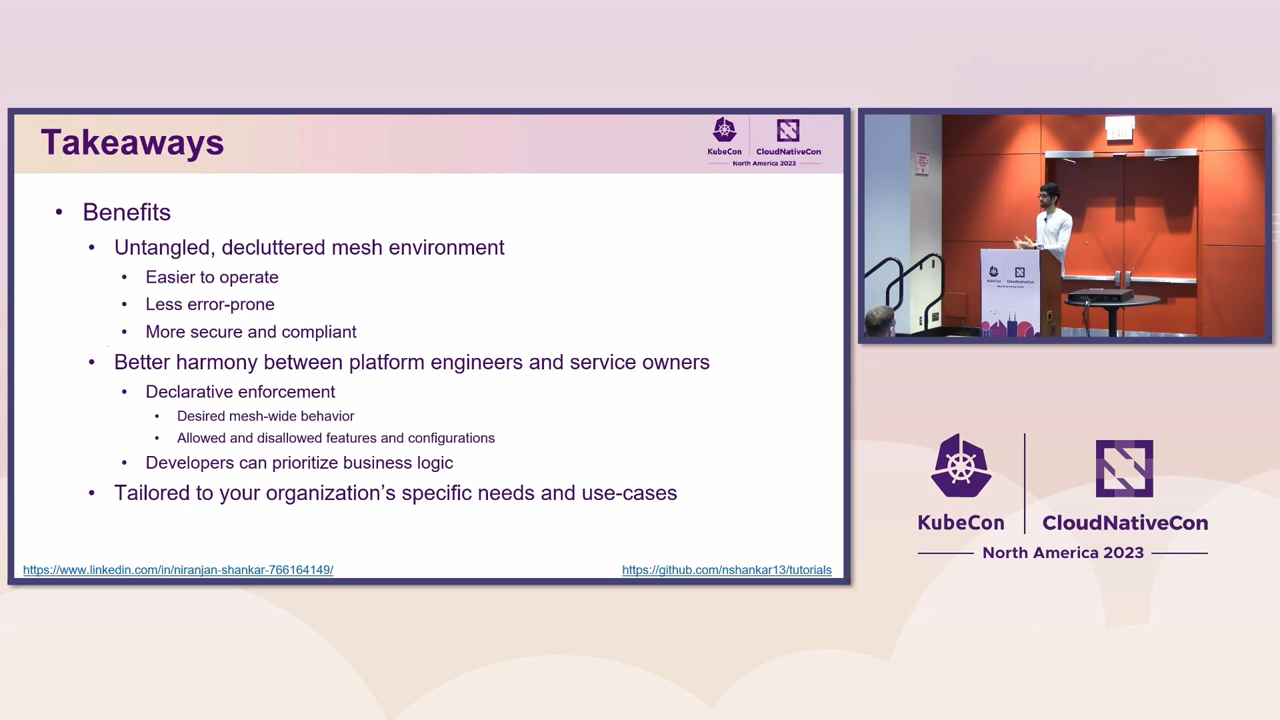 Takeaways
KubeCon
CloudNativeCon
North America 2023
• Benefits
• Untangled, decluttered mesh environment
• Easier to operate
• Less error-prone
• More secure and compliant
• Better harmony between platform engineers and service owners
• Declarative enforcement
• Desired mesh-wide behavior
• Allowed and disallowed features and configurations
• Developers can prioritize business logic
• Tailored to your organization's specific needs and use-cases
https://www.linkedin.com/in/niranjan-shankar-766164149/
https://github.com/nshankar13/tutorials
EXIT
KubeCon
CloudNativeCon
North America 2023